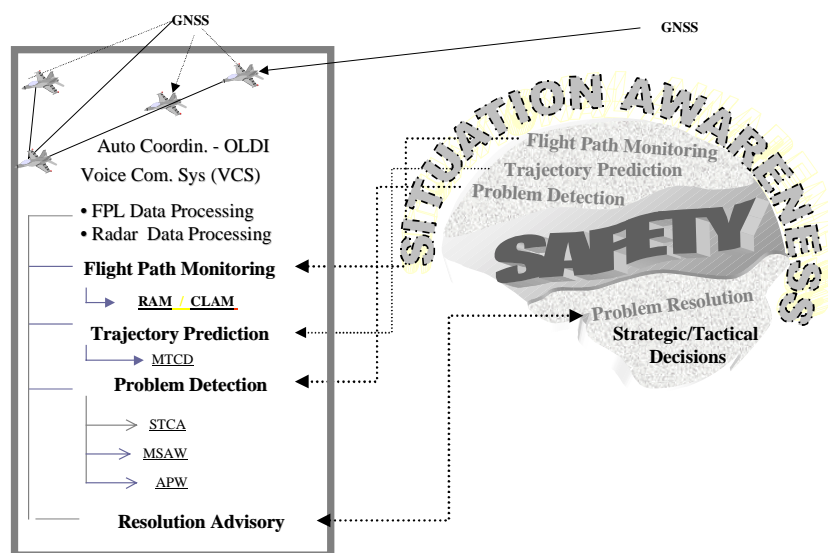 GNSS
GNSS
Auto Coordin. - OLDI
Voice Com. Sys (VCS)
• FPL Data Processing
• Radar Data Processing
Flight Path Monitoring
RAM / CLAM
Trajectory Prediction
MTCD
Problem Detection
STCA
MSAW
APW
Resolution Advisory
SITUATION AWARENESS
Flight Path Monitoring
Trajectory Prediction
Problem Detection
SAFETY
Problem Resolution
Strategic/Tactical
Decisions